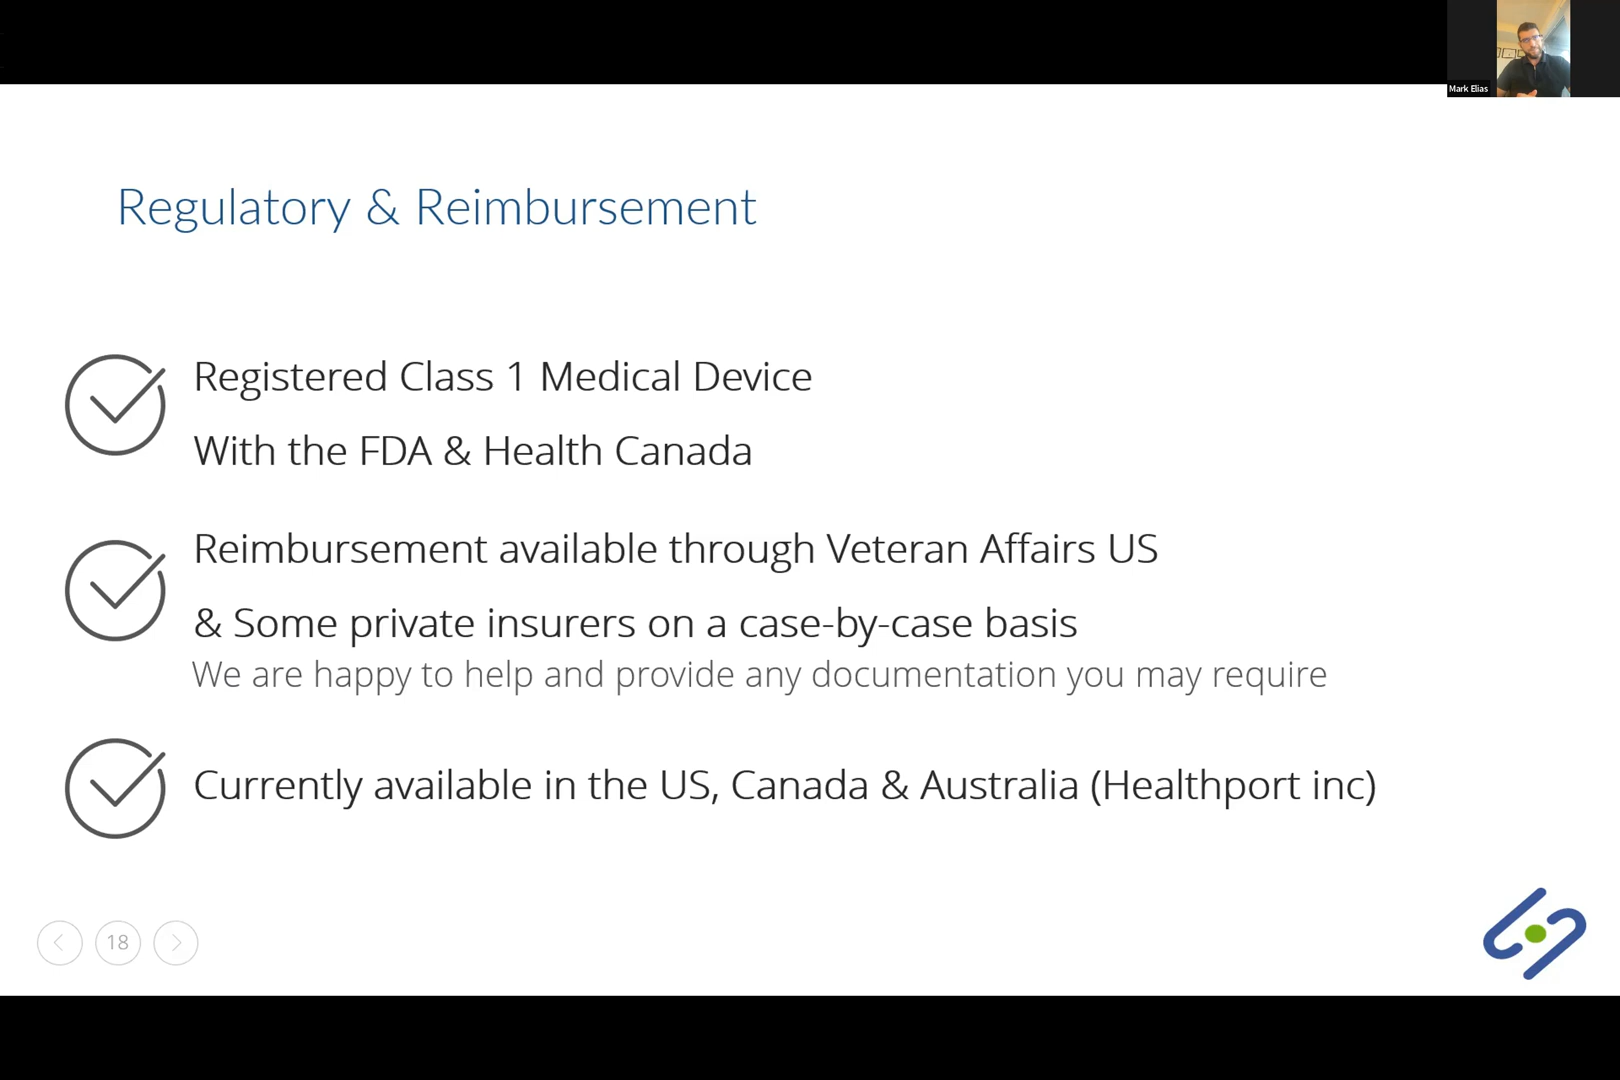 Mark Elias
Regulatory & Reimbursement
Registered Class 1 Medical Device
With the FDA & Health Canada
Reimbursement available through Veteran Affairs US
& Some private insurers on a case-by-case basis
We are happy to help and provide any documentation you may require
Currently available in the US, Canada & Australia (Healthport inc)
18